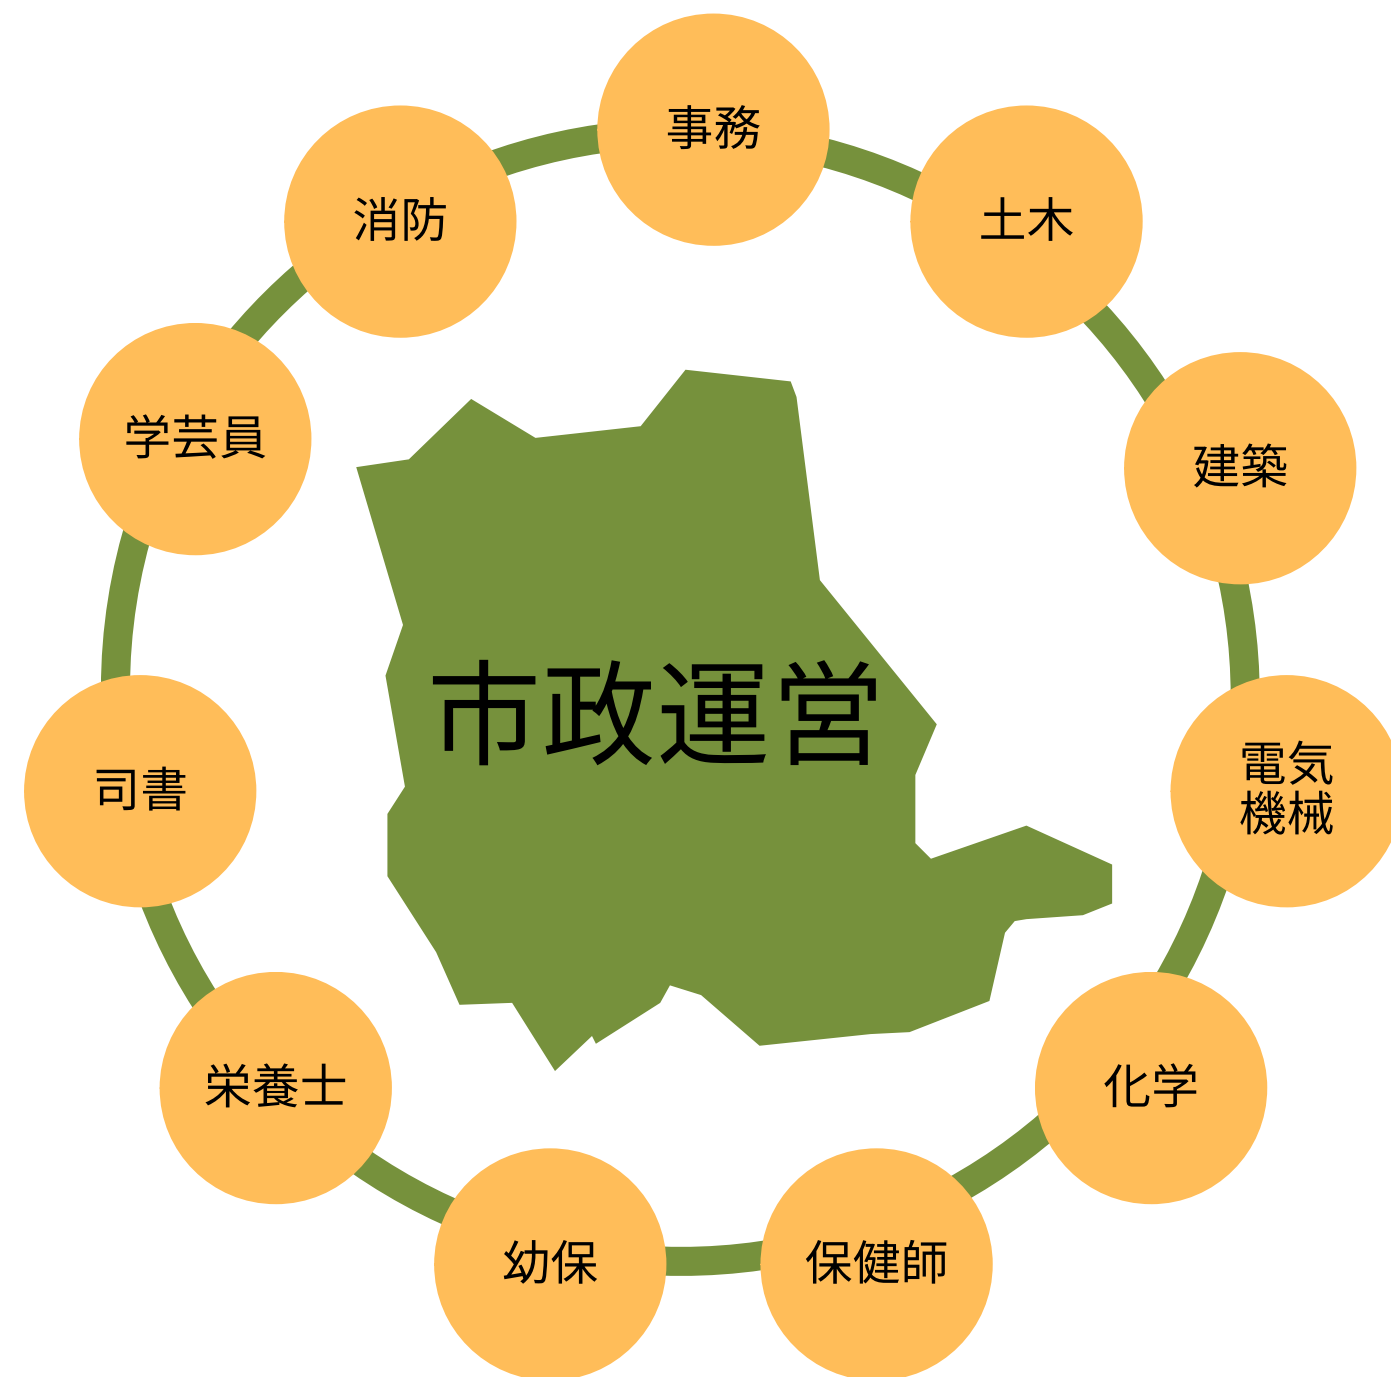 事務
土木
建築
電気
機械
化学
保健師
幼保
栄養士
司書
学芸員
消防
市政運営